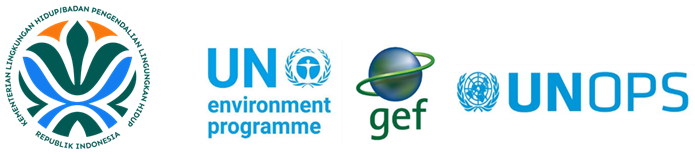 KEMENTERIAN LINGKUNGAN HIDUP/BADAN PENGENDALIAN LINGKUNGAN HIDUP
REPUBLIK INDONESIA
UN
environment
programme
gef
UNOPS